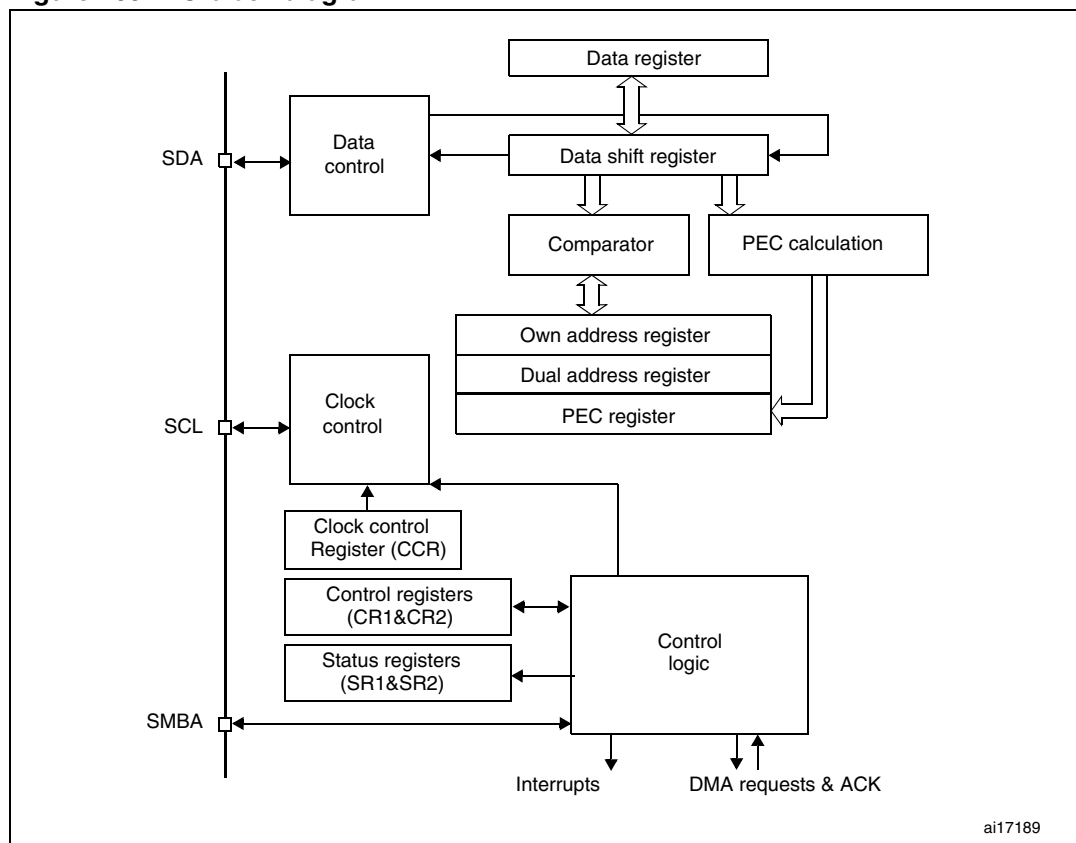 Data register
Data
control
SDA
Data shift register
Comparator
PEC calculation
Own address register
Dual address register
PEC register
Clock
control
SCL
Clock control
Register (CCR)
Control registers
(CR1&CR2)
Control
logic
Status registers
(SR1&SR2)
SMBA
Interrupts
DMA requests & ACK
ai17189